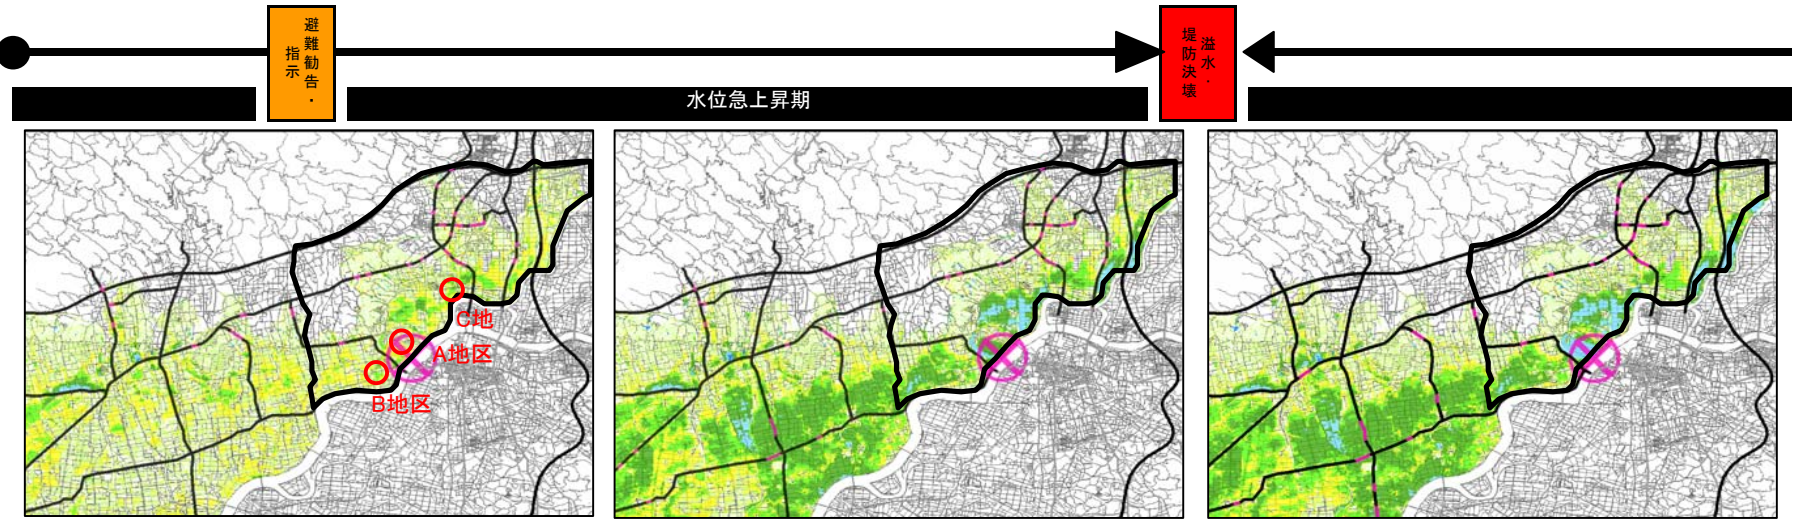 避難勧告・
指示
水位急上昇期
溢水・
堤防決壊
C地
A地区
B地区